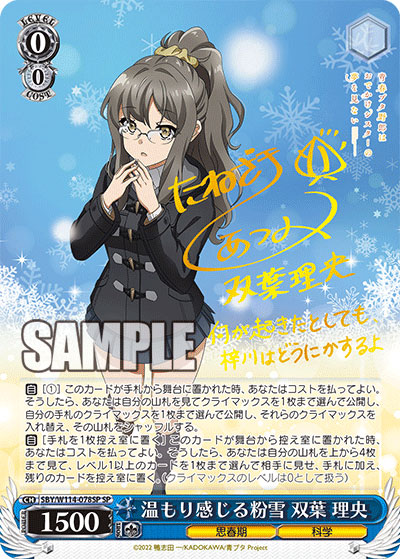 LEVEL
0
0
COST
青春ブタ野郎は
おでかけシスターの
夢を見ない
たねざき
あつみ
双葉理央
何が起きたとしても、
梓川はどうにかするよ
SAMPLE
自 [①] このカードが手札から舞台に置かれた時、あなたはコストを払ってよい。
そうしたら、あなたは自分の山札を見てクライマックスを1枚まで選んで公開し、
自分の手札のクライマックスを1枚まで選んで公開し、それらのクライマックスを
入れ替え、その山札をシャッフルする。
自 [手札を1枚控え室に置く] このカードが舞台から控え室に置かれた時、
あなたはコストを払ってよい。そうしたら、あなたは自分の山札を上から4枚
まで見て、レベル1以上のカードを1枚まで選んで相手に見せ、手札に加え、
残りのカードを控え室に置く。(クライマックスのレベルは0として扱う)
CH SBY/W114-078SP SP
1500
POWER
温もり感じる粉雪 双葉 理央
思春期
科学
©2022 鴨志田 一/KADOKAWA/青ブタ Project